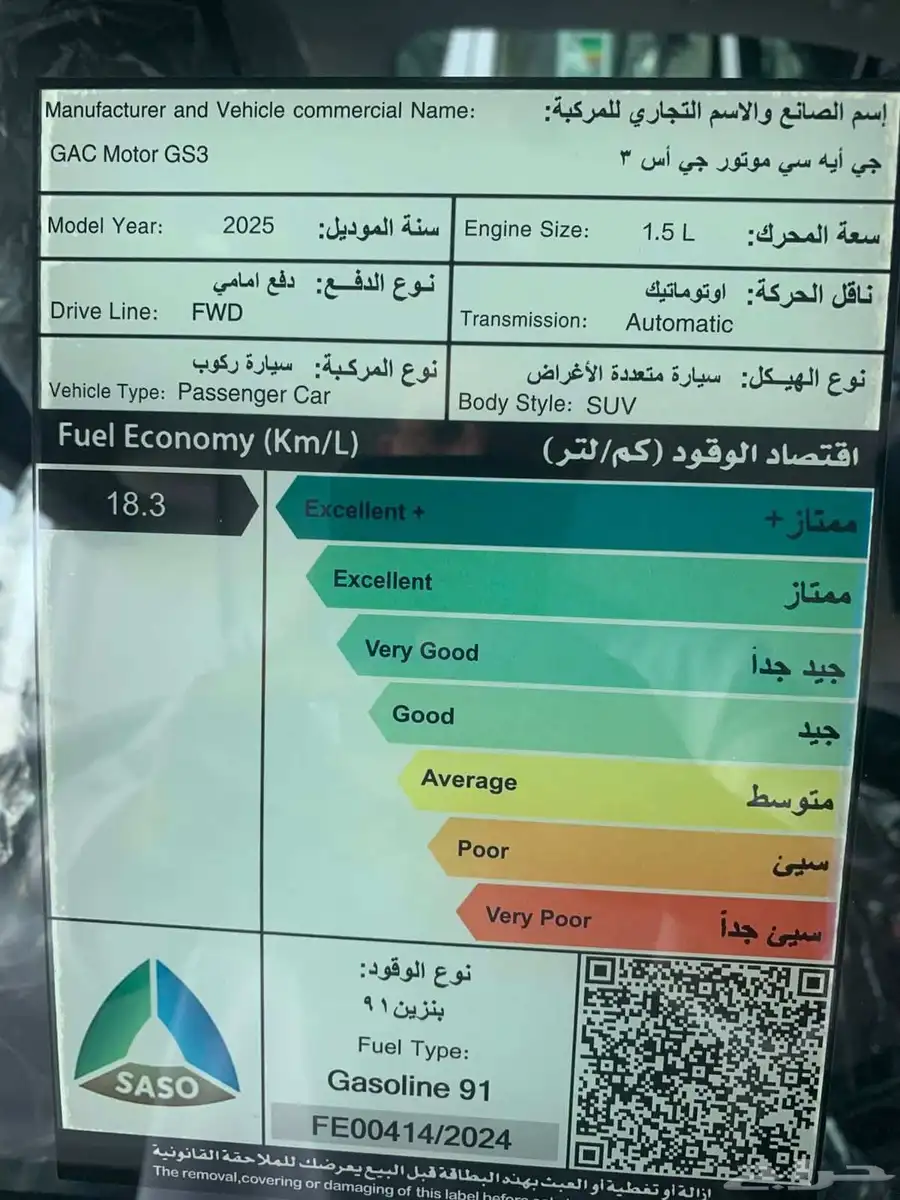 Manufacturer and Vehicle commercial Name: إسم الصانع والاسم التجاري للمركبة:
GAC Motor GS3 جي أيه سي موتور جي أس ٣
Model Year: 2025 سنة الموديل:
Engine Size: 1.5 L سعة المحرك:
نوع الدفع: دفع امامي
Drive Line: FWD
ناقل الحركة: اوتوماتيك
Transmission: Automatic
نوع المركبة: سيارة ركوب
Vehicle Type: Passenger Car
نوع الهيكل: سيارة متعددة الأغراض
Body Style: SUV
Fuel Economy (Km/L) اقتصاد الوقود (كم/لتر)
18.3
Excellent + ممتاز +
Excellent ممتاز
Very Good جيد جداً
Good جيد
Average متوسط
Poor سيئ
Very Poor سيئ جداً
SASO
نوع الوقود:
بنزين ٩١
Fuel Type:
Gasoline 91
FE00414/2024
ازالة او تغطية او العبث بهذه البطاقة قبل البيع يعرضك للملاحقة القانونية
The removal,covering or damaging of this label before
حراج